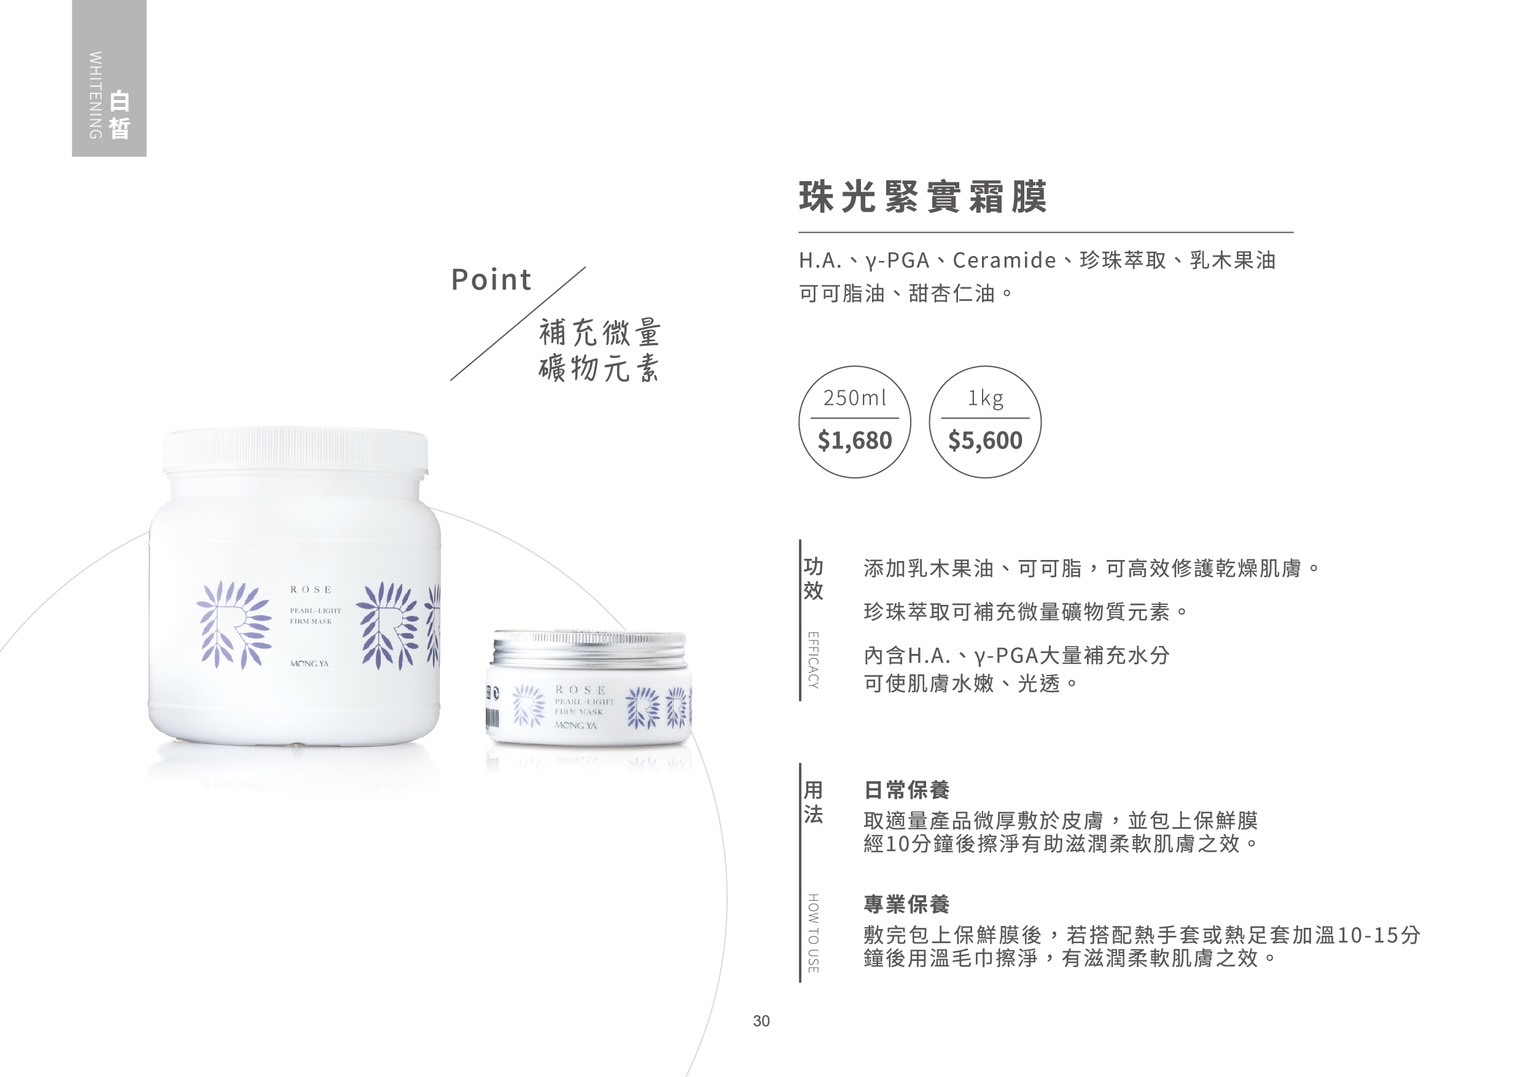 白皙
WHITENING
珠光緊實霜膜
H.A.、γ-PGA、Ceramide、珍珠萃取、乳木果油
可可脂油、甜杏仁油。
Point
補充微量
礦物元素
250ml
$1,680
1kg
$5,600
ROSE
PEARL-LIGHT
FIRM MASK
MONG YA
ROSE
PEARL-LIGHT
FIRM MASK
MONG YA
功效
EFFICACY
添加乳木果油、可可脂，可高效修護乾燥肌膚。
珍珠萃取可補充微量礦物質元素。
內含H.A.、γ-PGA大量補充水分
可使肌膚水嫩、光透。
用法
HOW TO USE
日常保養
取適量產品微厚敷於皮膚，並包上保鮮膜
經10分鐘後擦淨有助滋潤柔軟肌膚之效。
專業保養
敷完包上保鮮膜後，若搭配熱手套或熱足套加溫10-15分
鐘後用溫毛巾擦淨，有滋潤柔軟肌膚之效。
30